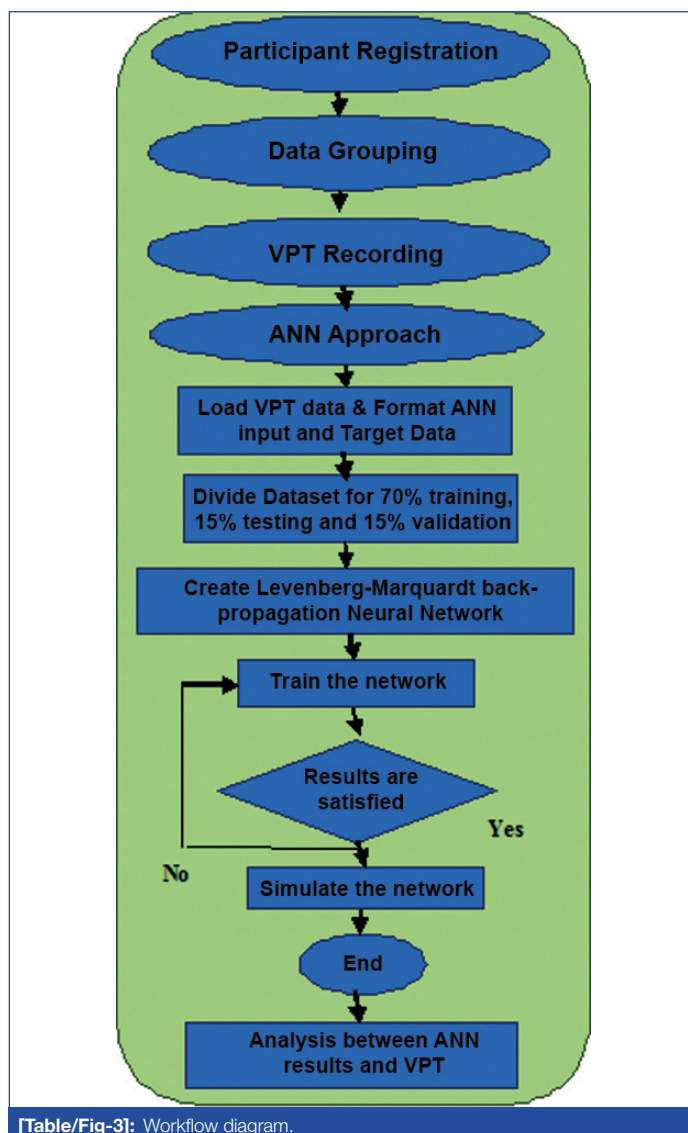 Participant Registration
Data Grouping
VPT Recording
ANN Approach
Load VPT data & Format ANN
input and Target Data
Divide Dataset for 70% training,
15% testing and 15% validation
Create Levenberg-Marquardt back-
propagation Neural Network
Train the network
Results are
satisfied
Yes
No
Simulate the network
End
Analysis between ANN
results and VPT
[Table/Fig-3]: Workflow diagram.